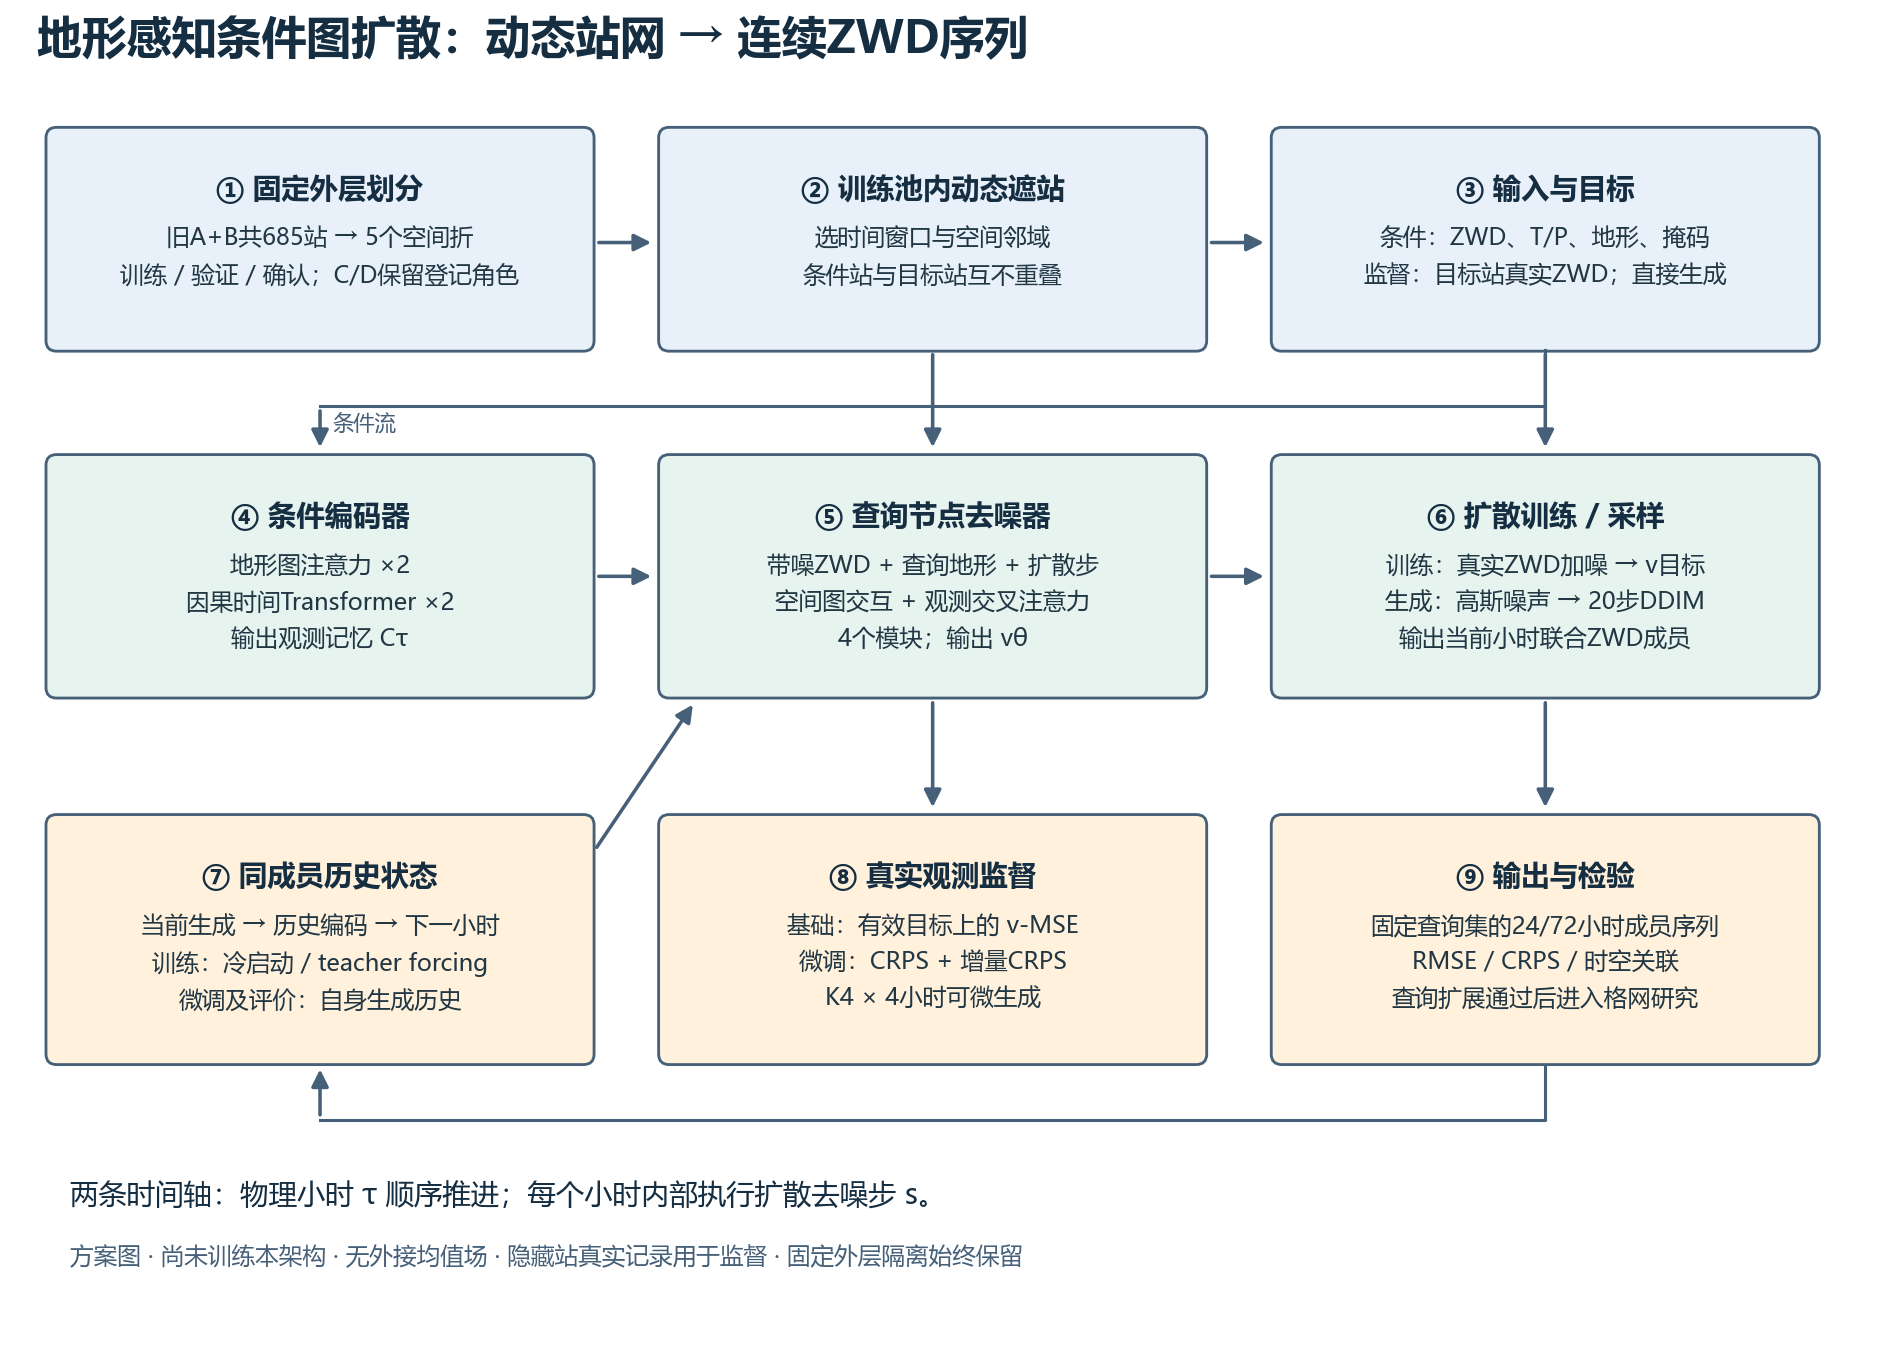 地形感知条件图扩散：动态站网 → 连续ZWD序列
① 固定外层划分
旧A+B共685站 → 5个空间折
训练 / 验证 / 确认；C/D保留登记角色
② 训练池内动态遮站
选时间窗口与空间邻域
条件站与目标站互不重叠
③ 输入与目标
条件：ZWD、T/P、地形、掩码
监督：目标站真实ZWD；直接生成
条件流
④ 条件编码器
地形图注意力 ×2
因果时间Transformer ×2
输出观测记忆 Cτ
⑤ 查询节点去噪器
带噪ZWD + 查询地形 + 扩散步
空间图交互 + 观测交叉注意力
4个模块；输出 vθ
⑥ 扩散训练 / 采样
训练：真实ZWD加噪 → v目标
生成：高斯噪声 → 20步DDIM
输出当前小时联合ZWD成员
⑦ 同成员历史状态
当前生成 → 历史编码 → 下一小时
训练：冷启动 / teacher forcing
微调及评价：自身生成历史
⑧ 真实观测监督
基础：有效目标上的 v-MSE
微调：CRPS + 增量CRPS
K4 × 4小时可微生成
⑨ 输出与检验
固定查询集的24/72小时成员序列
RMSE / CRPS / 时空关联
查询扩展通过后进入格网研究
两条时间轴：物理小时 τ 顺序推进；每个小时内部执行扩散去噪步 s。
方案图 · 尚未训练本架构 · 无外接均值场 · 隐藏站真实记录用于监督 · 固定外层隔离始终保留